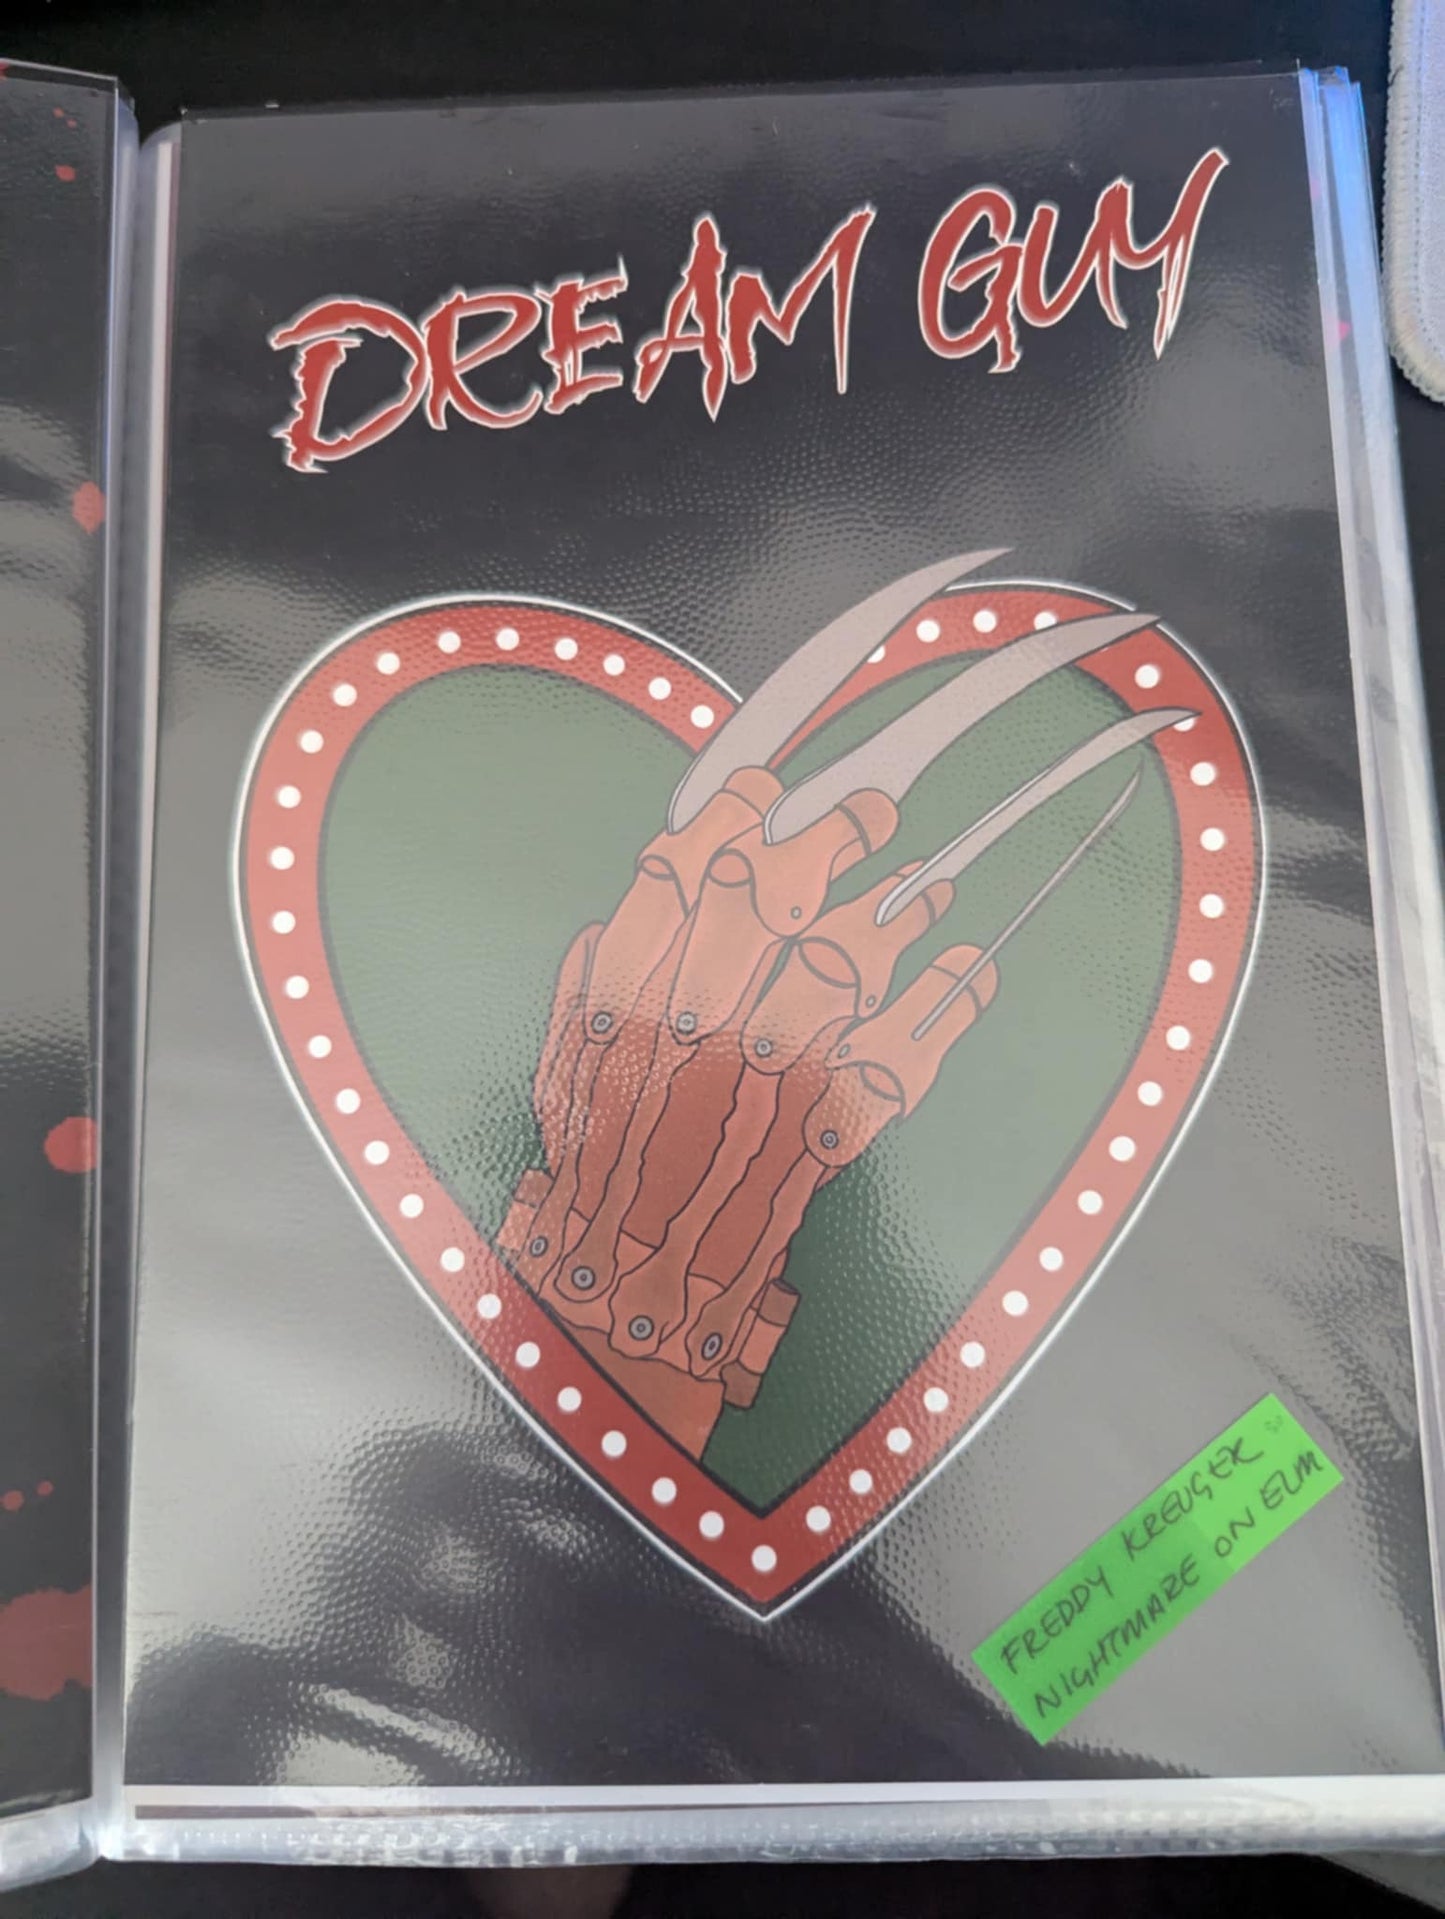 DREAM GUY
FREDDY KREUGER
NIGHTMARE ON ELM